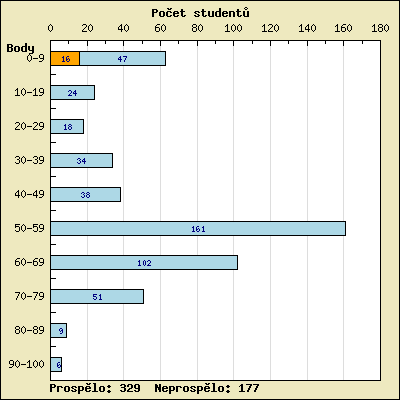 Počet studentů
0 20 40 60 80 100 120 140 160 180
Body
0-9 16 47
10-19 24
20-29 18
30-39 34
40-49 38
50-59 161
60-69 102
70-79 51
80-89 9
90-100 6
Prospělo: 329 Neprospělo: 177